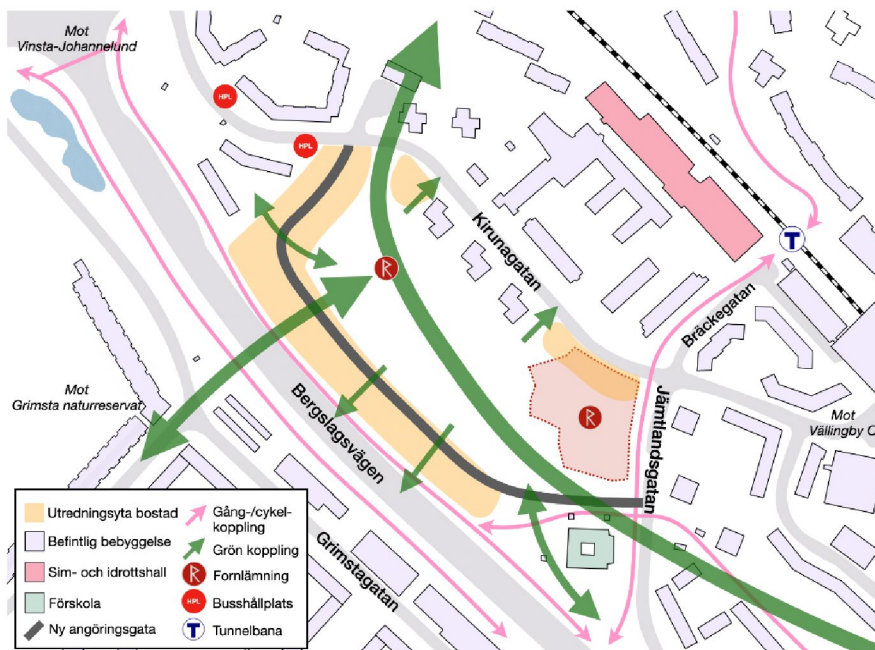 Mot
Vinsta-Johannelund
HPL
HPL
Kirunagatan
T
Bräckegatan
R
R
Mot
Grimsta naturreservat
Bergslagsvägen
Jämtlandsgatan
Mot
Vällingby C
Grimstagatan
Utredningsyta bostad
Befintlig bebyggelse
Sim- och idrottshall
Förskola
Ny angöringsgata
Gång-/cykel-
koppling
Grön koppling
R Fornlämning
HPL Busshållplats
T Tunnelbana